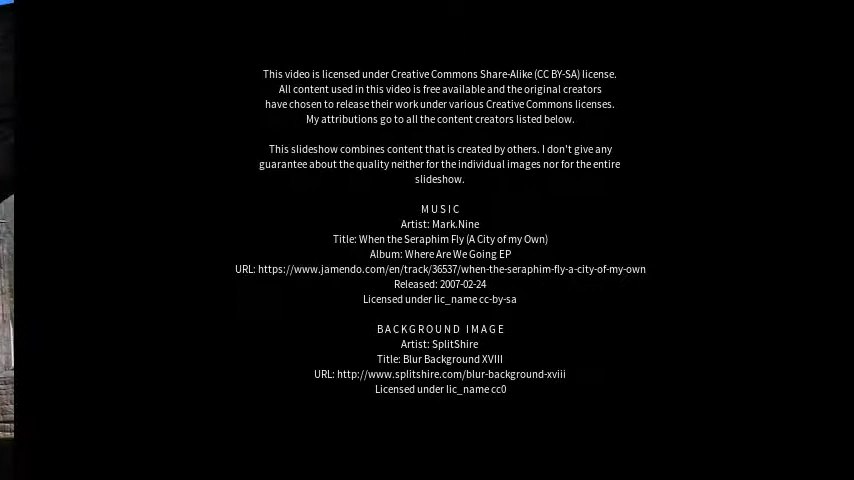 This video is licensed under Creative Commons Share-Alike (CC BY-SA) license.
All content used in this video is free available and the original creators
have chosen to release their work under various Creative Commons licenses.
My attributions go to all the content creators listed below.
This slideshow combines content that is created by others. I don't give any
guarantee about the quality neither for the individual images nor for the entire
slideshow.
M U S I C
Artist: Mark.Nine
Title: When the Seraphim Fly (A City of my Own)
Album: Where Are We Going EP
URL: https://www.jamendo.com/en/track/36537/when-the-seraphim-fly-a-city-of-my-own
Released: 2007-02-24
Licensed under lic_name cc-by-sa
B A C K G R O U N D   I M A G E
Artist: SplitShire
Title: Blur Background XVIII
URL: http://www.splitshire.com/blur-background-xviii
Licensed under lic_name cc0